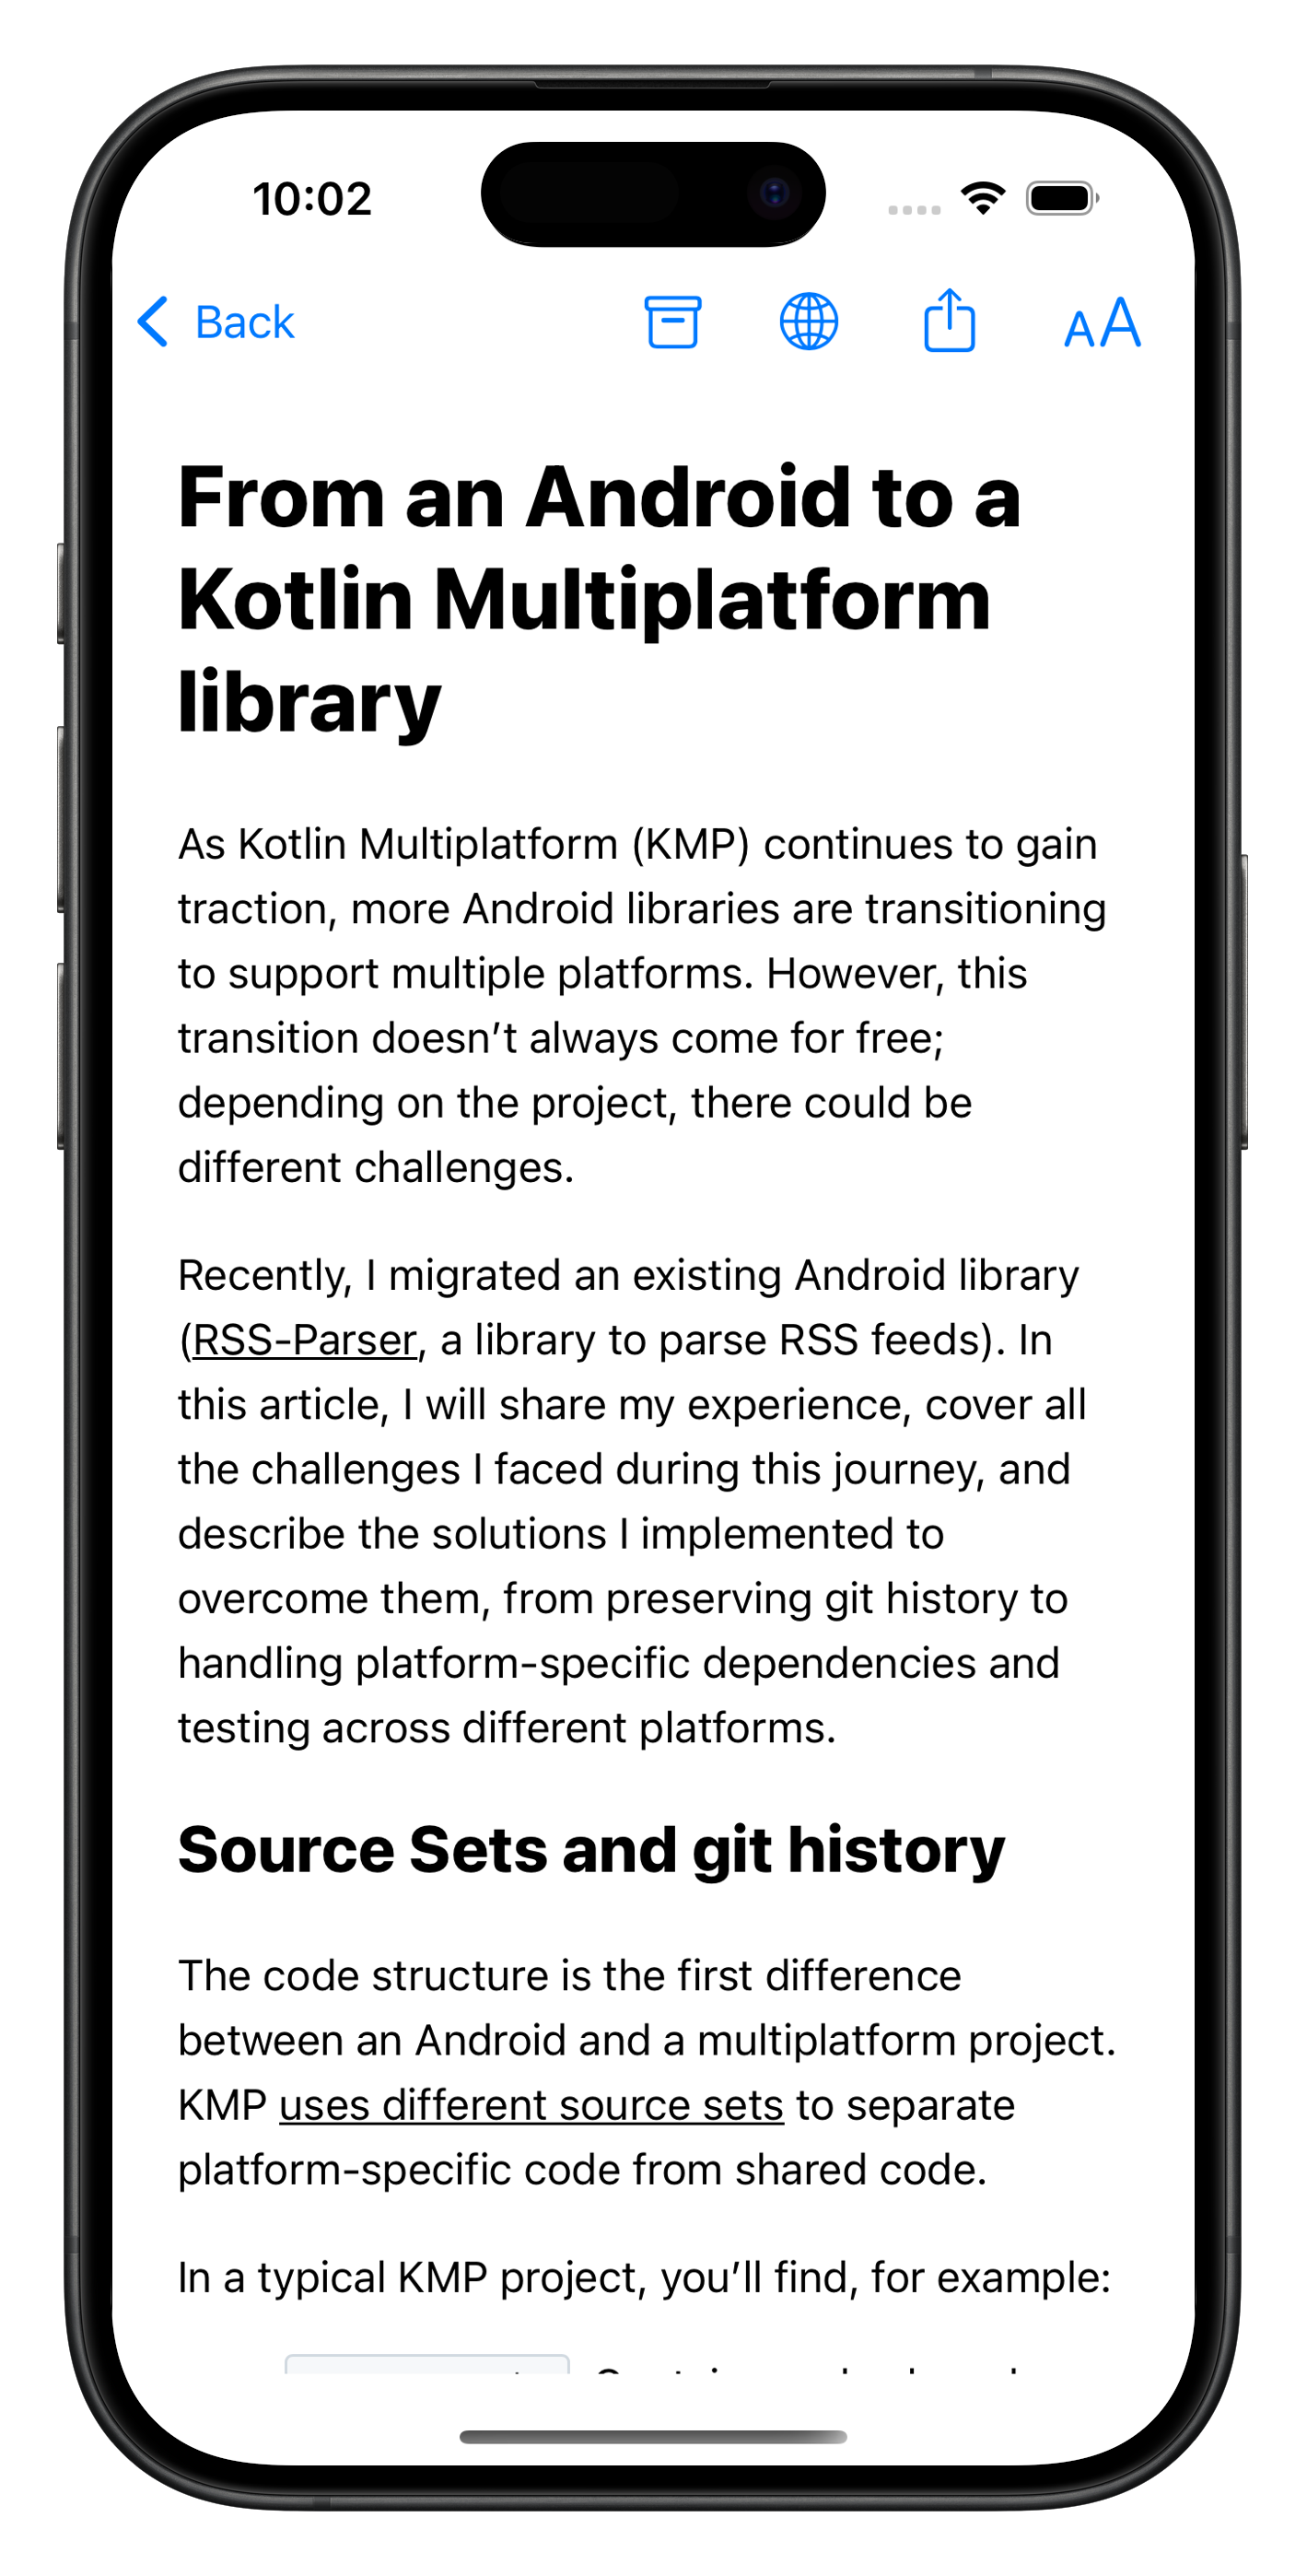 10:02
Back
AA
From an Android to a
Kotlin Multiplatform
library
As Kotlin Multiplatform (KMP) continues to gain
traction, more Android libraries are transitioning
to support multiple platforms. However, this
transition doesn’t always come for free;
depending on the project, there could be
different challenges.
Recently, I migrated an existing Android library
(RSS-Parser, a library to parse RSS feeds). In
this article, I will share my experience, cover all
the challenges I faced during this journey, and
describe the solutions I implemented to
overcome them, from preserving git history to
handling platform-specific dependencies and
testing across different platforms.
Source Sets and git history
The code structure is the first difference
between an Android and a multiplatform project.
KMP uses different source sets to separate
platform-specific code from shared code.
In a typical KMP project, you’ll find, for example: